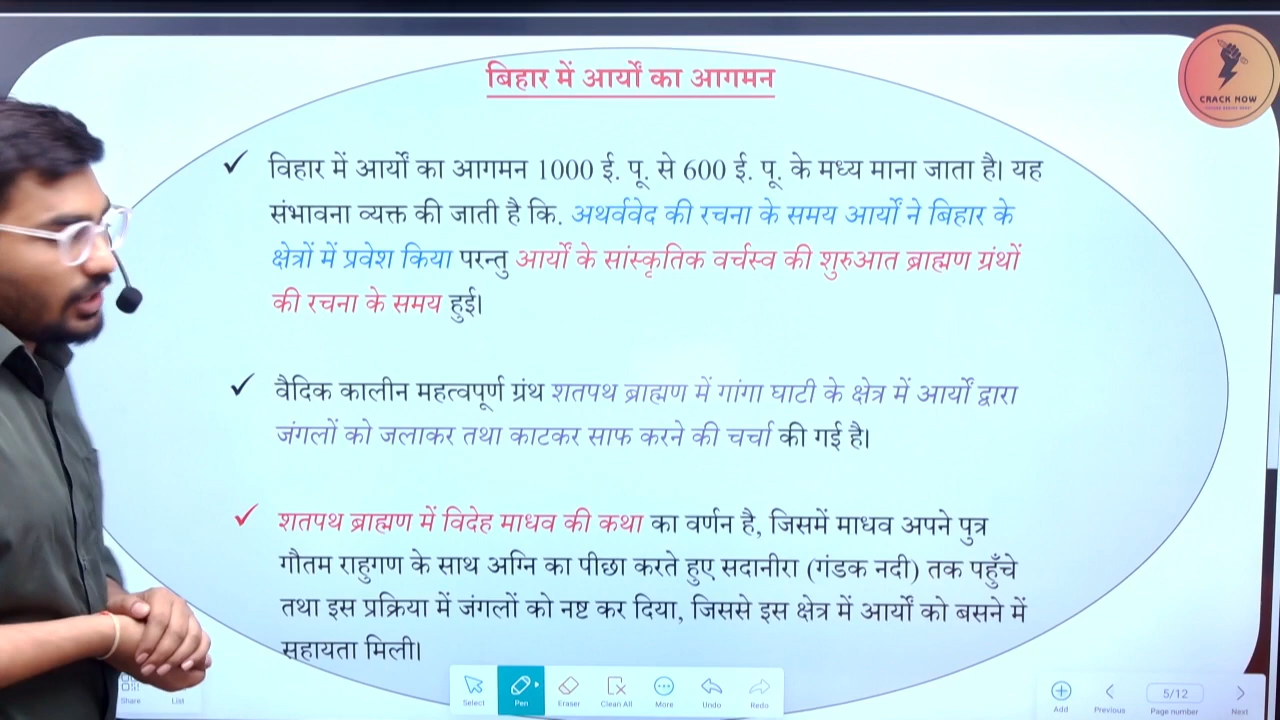 बिहार में आर्यों का आगमन
CRACK NOW
विहार में आर्यों का आगमन 1000 ई. पू. से 600 ई. पू. के मध्य माना जाता है। यह
संभावना व्यक्त की जाती है कि. अथर्ववेद की रचना के समय आर्यों ने बिहार के
क्षेत्रों में प्रवेश किया परन्तु आर्यों के सांस्कृतिक वर्चस्व की शुरुआत ब्राह्मण ग्रंथों
की रचना के समय हुई।
वैदिक कालीन महत्वपूर्ण ग्रंथ शतपथ ब्राह्मण में गांगा घाटी के क्षेत्र में आर्यों द्वारा
जंगलों को जलाकर तथा काटकर साफ करने की चर्चा की गई है।
शतपथ ब्राह्मण में विदेह माधव की कथा का वर्णन है, जिसमें माधव अपने पुत्र
गौतम राहुगण के साथ अग्नि का पीछा करते हुए सदानीरा (गंडक नदी) तक पहुँचे
तथा इस प्रक्रिया में जंगलों को नष्ट कर दिया, जिससे इस क्षेत्र में आर्यों को बसने में
सहायता मिली।
Share List Select Pen Eraser Clean All More Undo Redo Add Previous 5/12 Page number Next